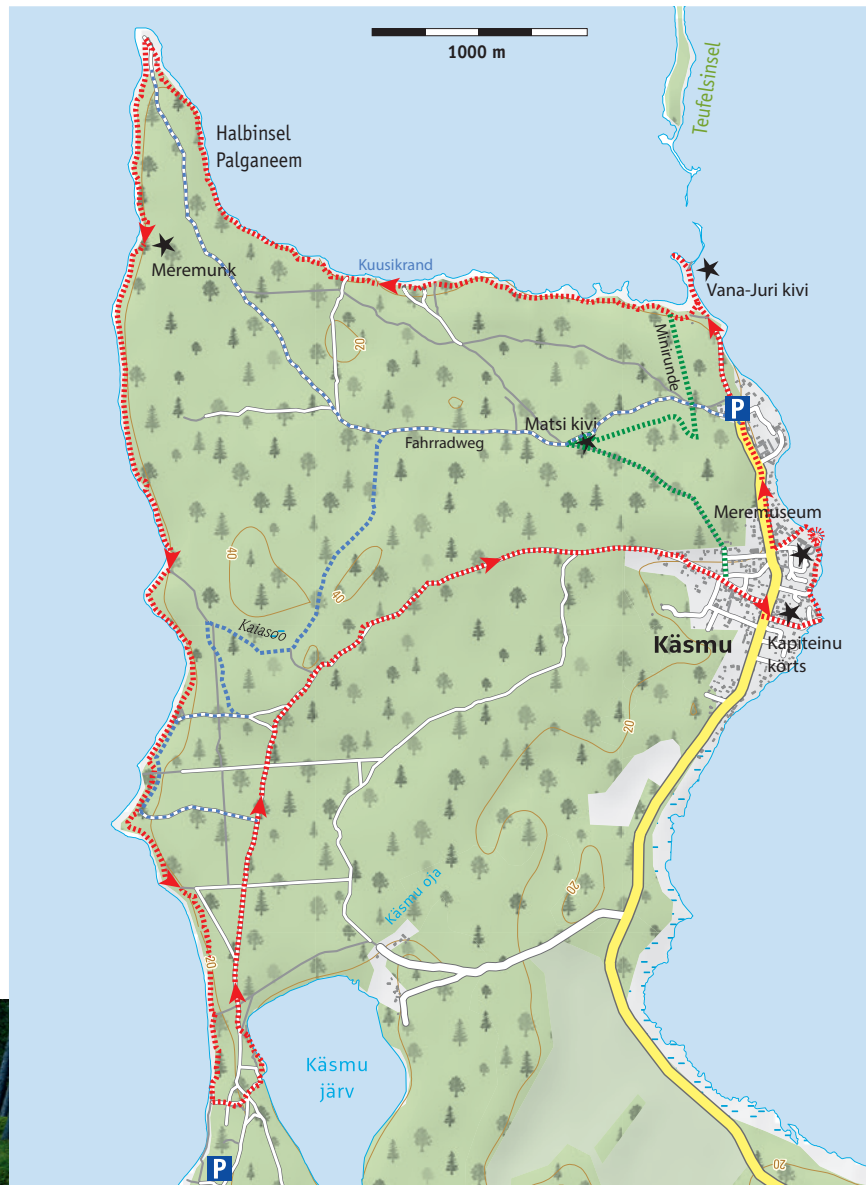 1000 m
Teufelsinsel
Halbinsel
Palganeem
Meremunk
Kuusikrand
Vana-Juri kivi
20
Minirunde
P
Matsi kivi
Fahrradweg
Meremuseum
40
40
Kaiasoo
Käsmu
Kapiteinu
kõrts
20
20
Käsmu oja
20
Käsmu
järv
P
20